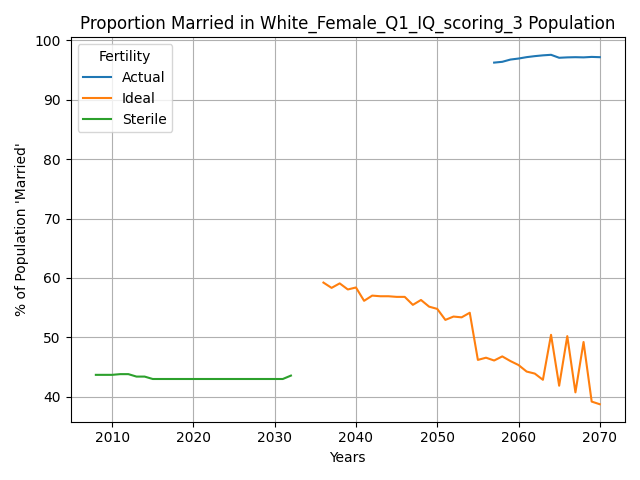 Proportion Married in White_Female_Q1_IQ_scoring_3 Population
% of Population 'Married'
100
90
80
70
60
50
40
Fertility
Actual
Ideal
Sterile
2010 2020 2030 2040 2050 2060 2070
Years